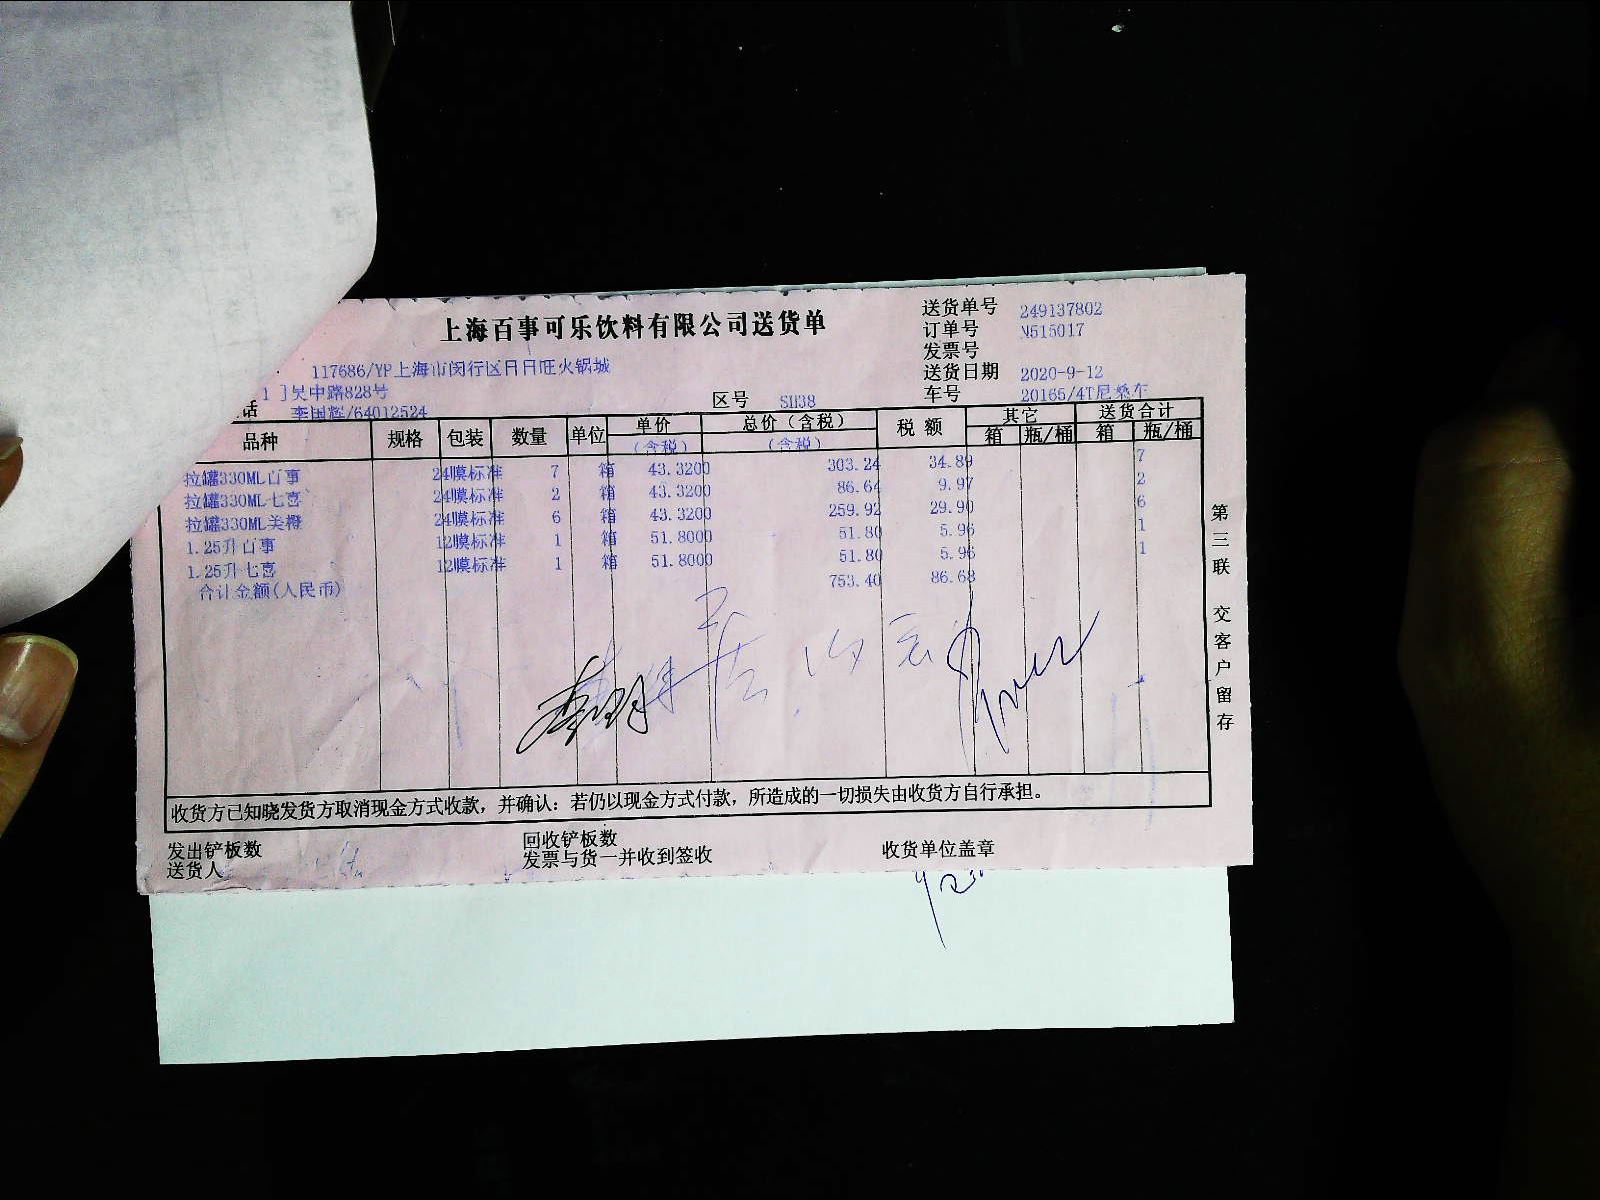 上海百事可乐饮料有限公司送货单
送货单号 249137802
订单号 N515017
发票号
送货日期 2020-9-12
车号 20165/4T尼桑车
117686/YP上海市闵行区日日旺火锅城
吴中路828号
话 李国辉/64012524
区号 SH38
品种 规格 包装 数量 单位 单价（含税） 总价（含税） 税额 其它 箱 瓶/桶 送货合计 箱 瓶/桶
拉罐330ML百事 24膜标准 7 箱 43.3200 303.24 34.89 7
拉罐330ML七喜 24膜标准 2 箱 43.3200 86.64 9.97 2
拉罐330ML美橙 24膜标准 6 箱 43.3200 259.92 29.90 6
1.25升百事 12膜标准 1 箱 51.8000 51.80 5.96 1
1.25升七喜 12膜标准 1 箱 51.8000 51.80 5.96 1
合计金额(人民币) 753.40 86.68
收货方已知晓发货方取消现金方式收款，并确认：若仍以现金方式付款，所造成的一切损失由收货方自行承担。
发出铲板数 回收铲板数
送货人 发票与货一并收到签收 收货单位盖章
第三联 交客户留存